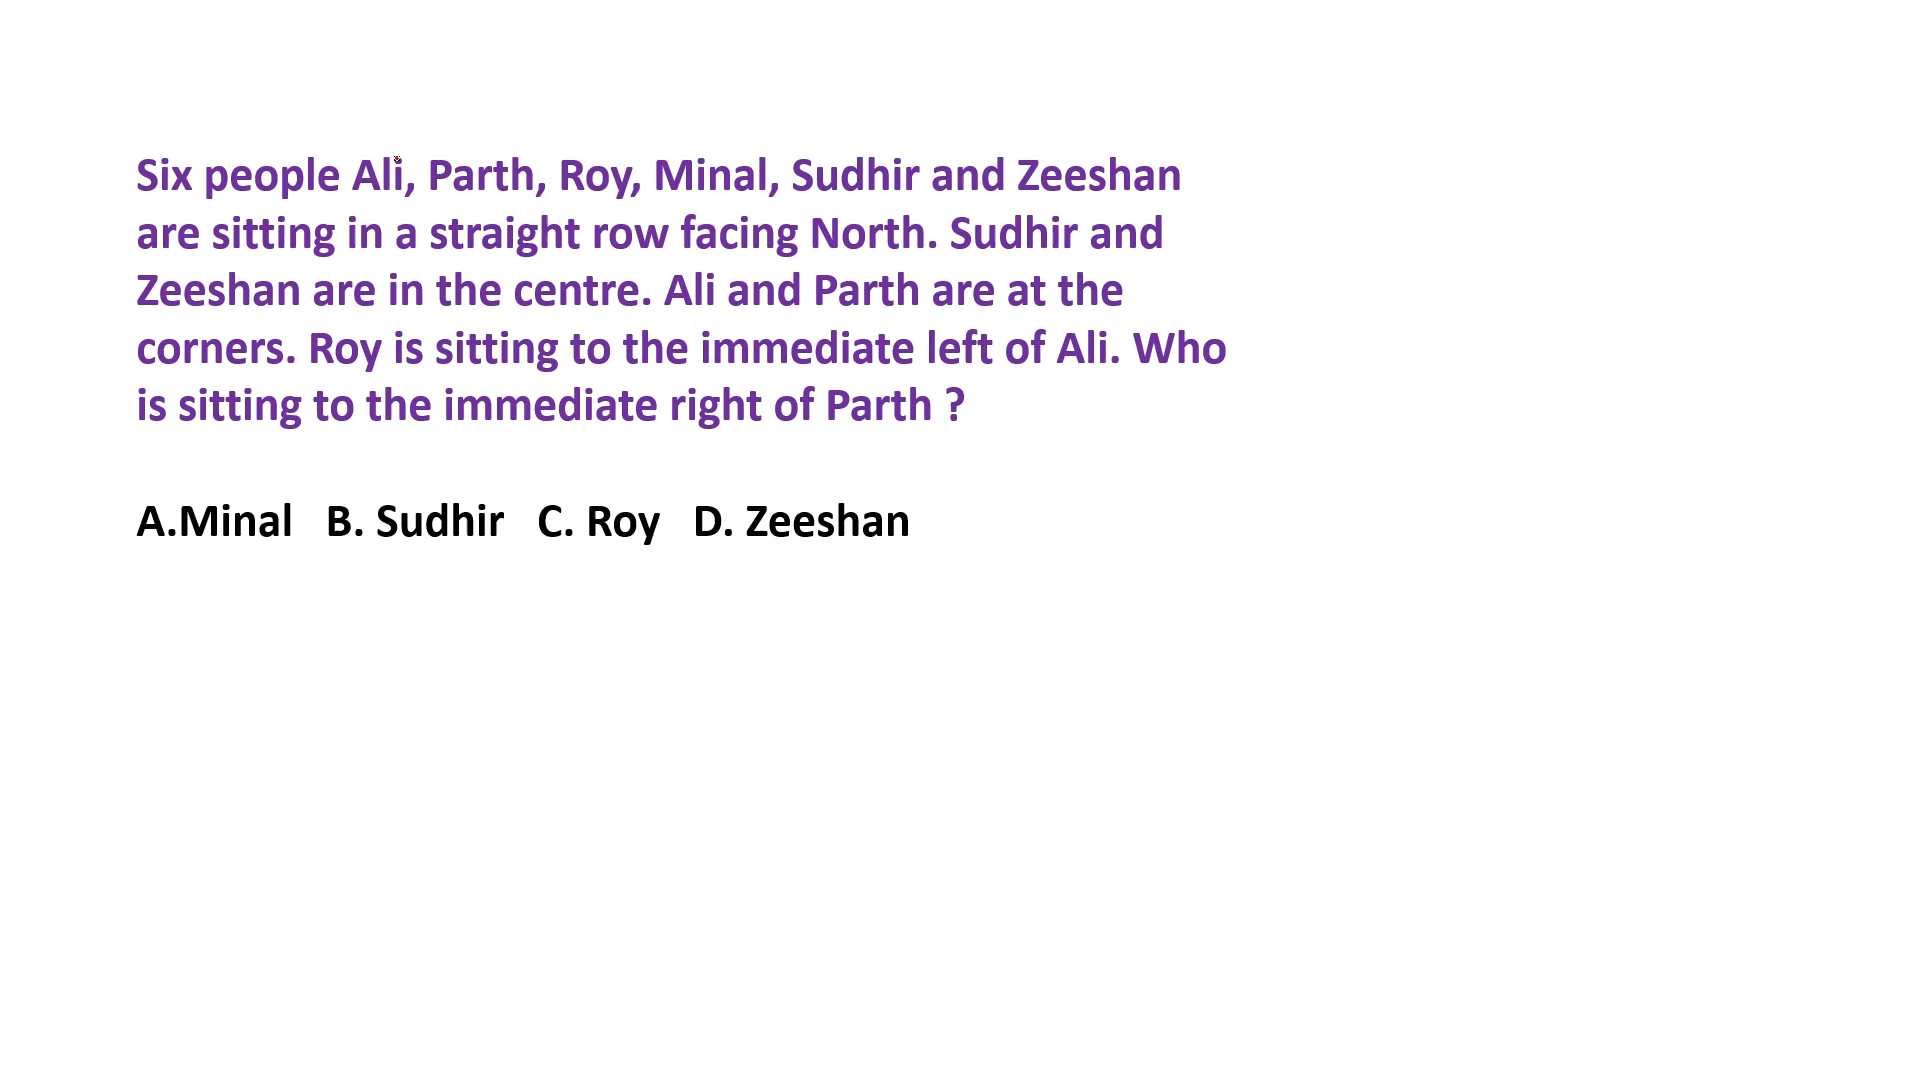 Six people Ali, Parth, Roy, Minal, Sudhir and Zeeshan
are sitting in a straight row facing North. Sudhir and
Zeeshan are in the centre. Ali and Parth are at the
corners. Roy is sitting to the immediate left of Ali. Who
is sitting to the immediate right of Parth ?
A.Minal B. Sudhir C. Roy D. Zeeshan